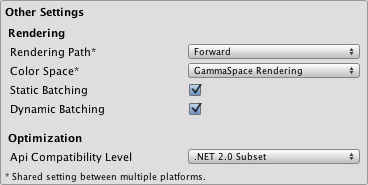 Other Settings
Rendering
Rendering Path* Forward
Color Space* GammaSpace Rendering
Static Batching
Dynamic Batching
Optimization
Api Compatibility Level .NET 2.0 Subset
* Shared setting between multiple platforms.